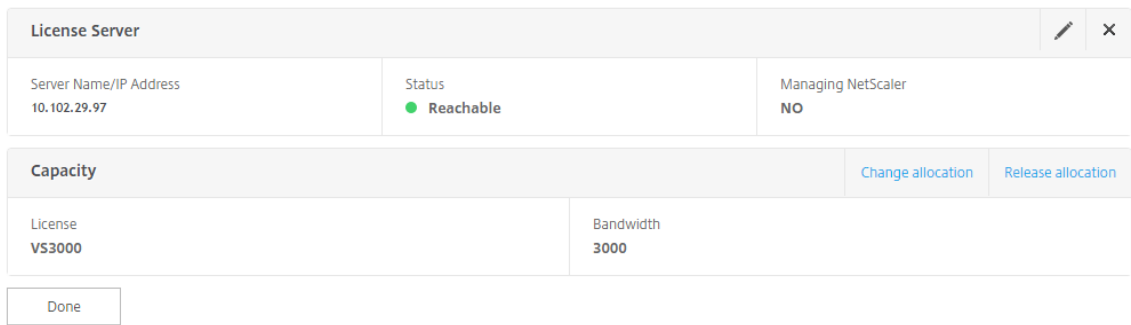 License Server
Server Name/IP Address
Status
Managing NetScaler
10.102.29.97
Reachable
NO
Capacity
Change allocation
Release allocation
License
Bandwidth
VS3000
3000
Done